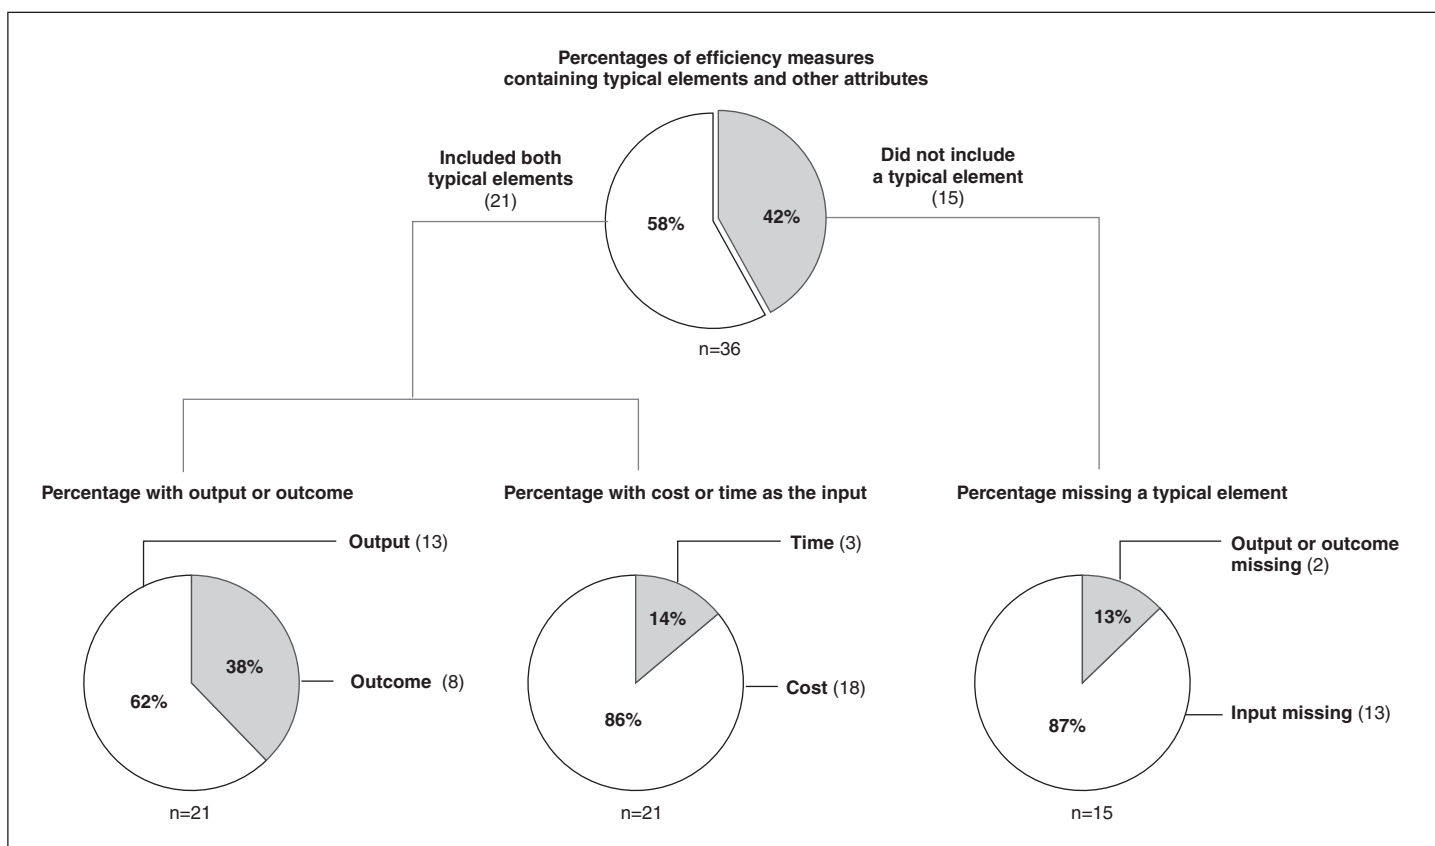 Percentages of efficiency measures
containing typical elements and other attributes
Included both
typical elements
(21)
Did not include
a typical element
(15)
58%
42%
n=36
Percentage with output or outcome
Output (13)
38%
Outcome (8)
62%
n=21
Percentage with cost or time as the input
Time (3)
14%
Cost (18)
86%
n=21
Percentage missing a typical element
Output or outcome
missing (2)
13%
Input missing (13)
87%
n=15